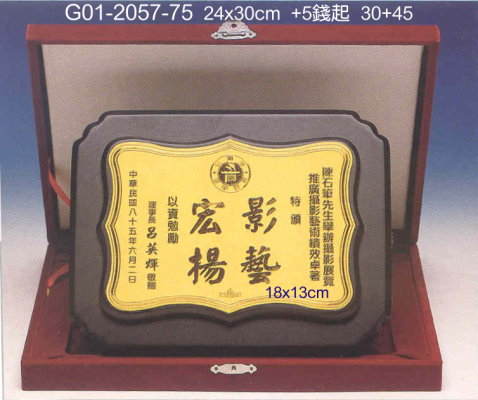 G01-2057-75 24x30cm +5錢起 30+45
陳石筆先生舉辦攝影展覽
推廣攝影藝術績效卓著
特頒
影藝
宏揚
以資勉勵
理事長 呂英輝 敬贈
中華民國八十五年六月二日
18x13cm